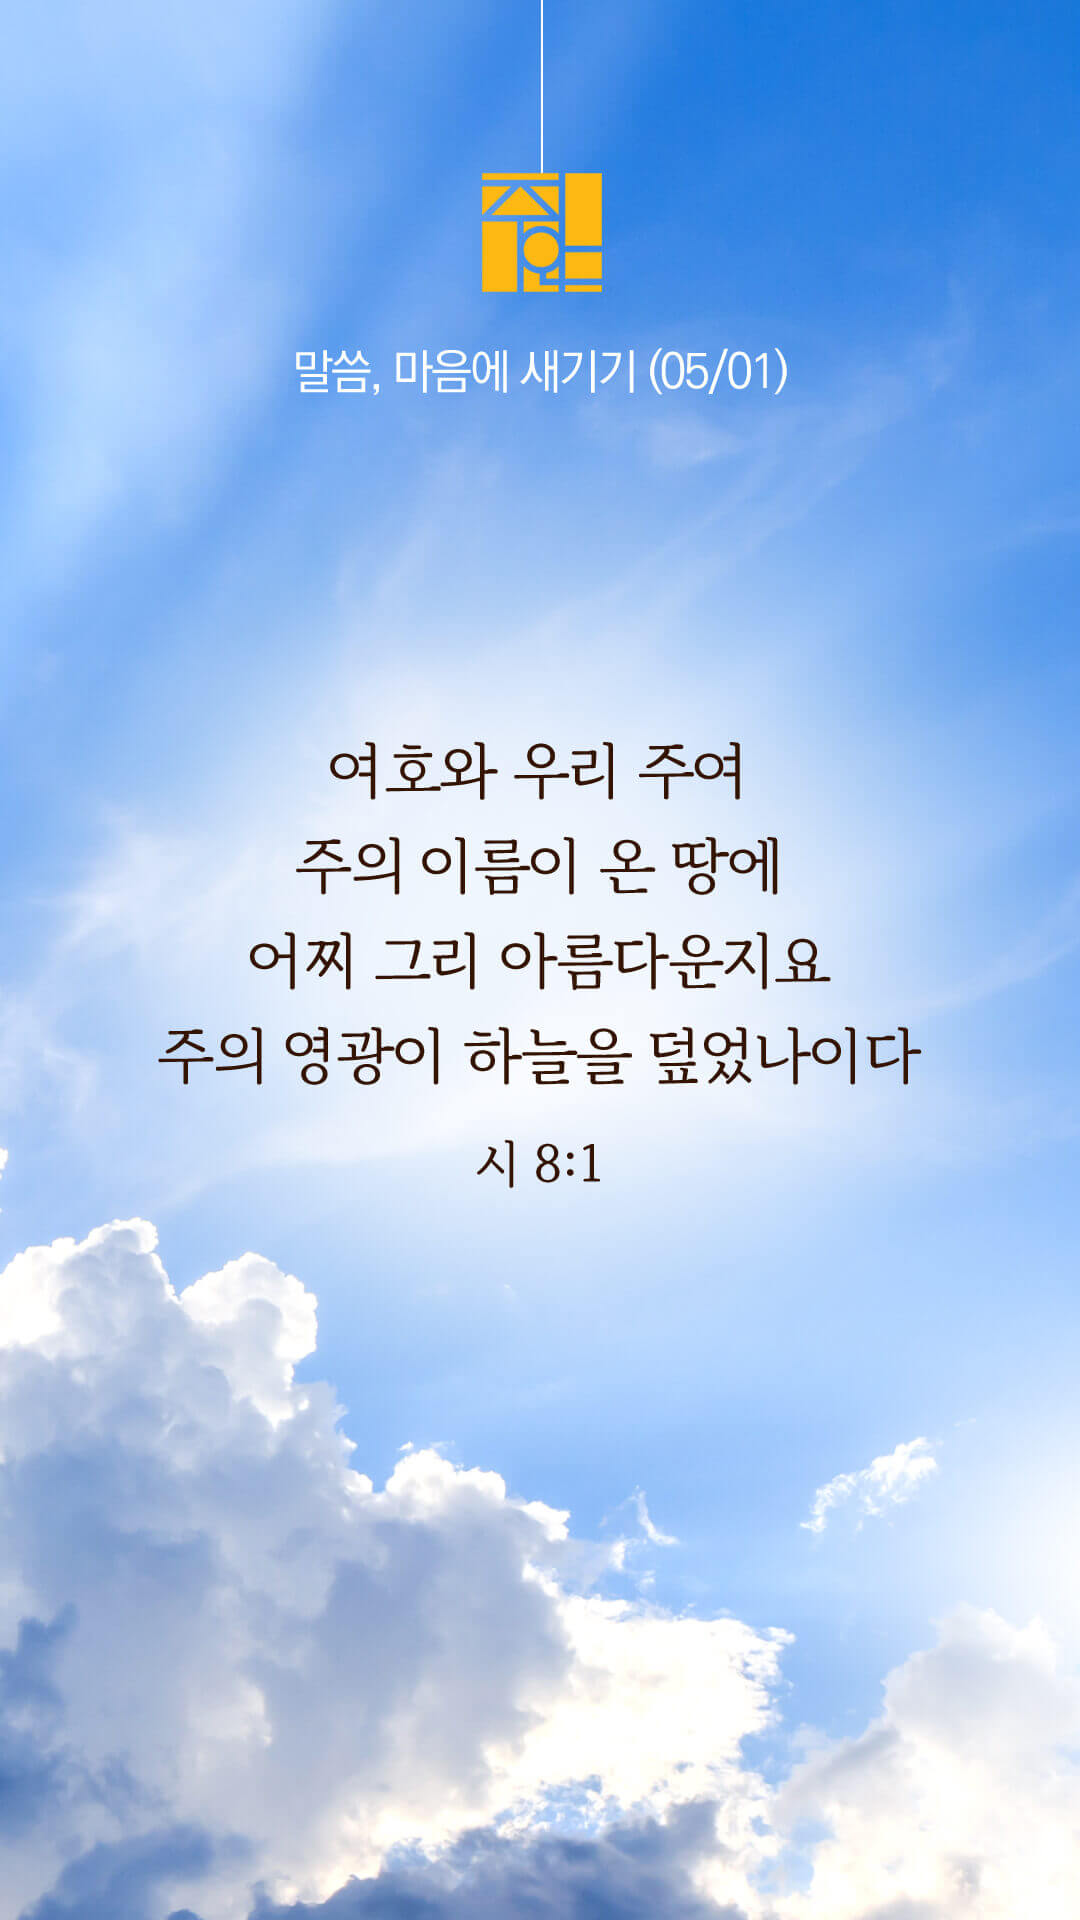 말씀, 마음에 새기기 (05/01)
여호와 우리 주여
주의 이름이 온 땅에
어찌 그리 아름다운지요
주의 영광이 하늘을 덮었나이다
시 8:1